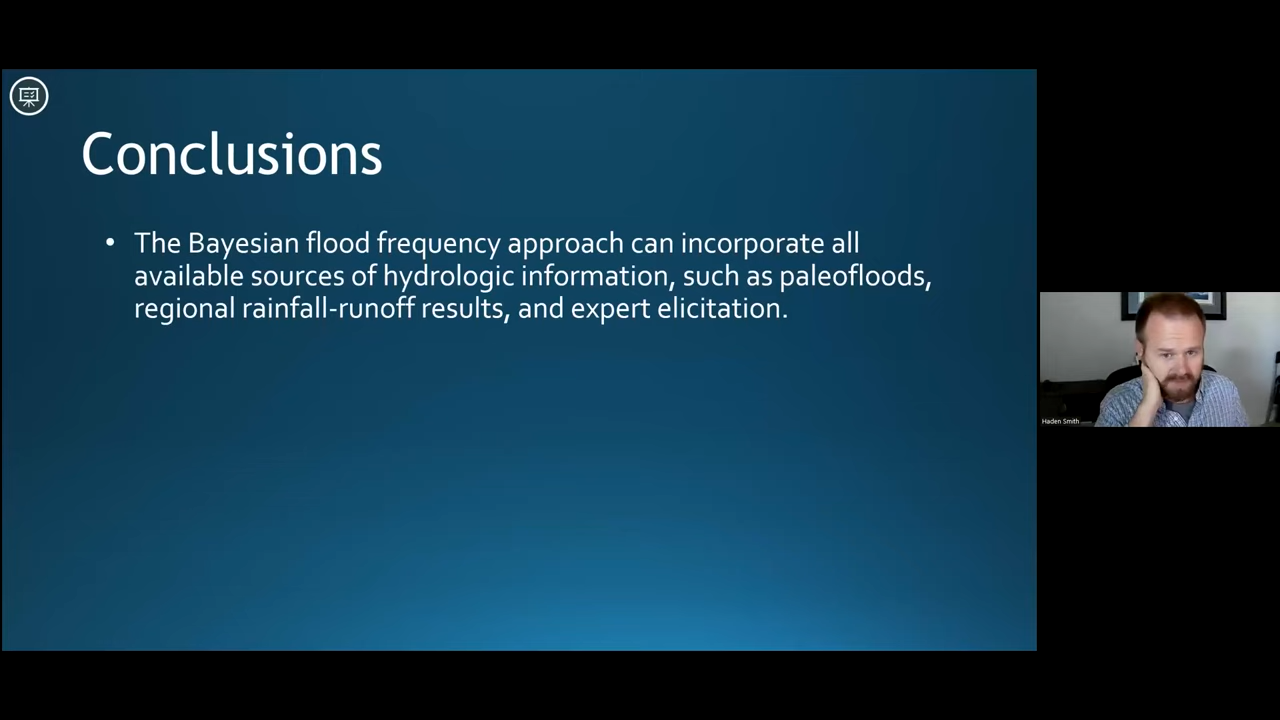 Conclusions
• The Bayesian flood frequency approach can incorporate all
available sources of hydrologic information, such as paleofloods,
regional rainfall-runoff results, and expert elicitation.
Haden Smith